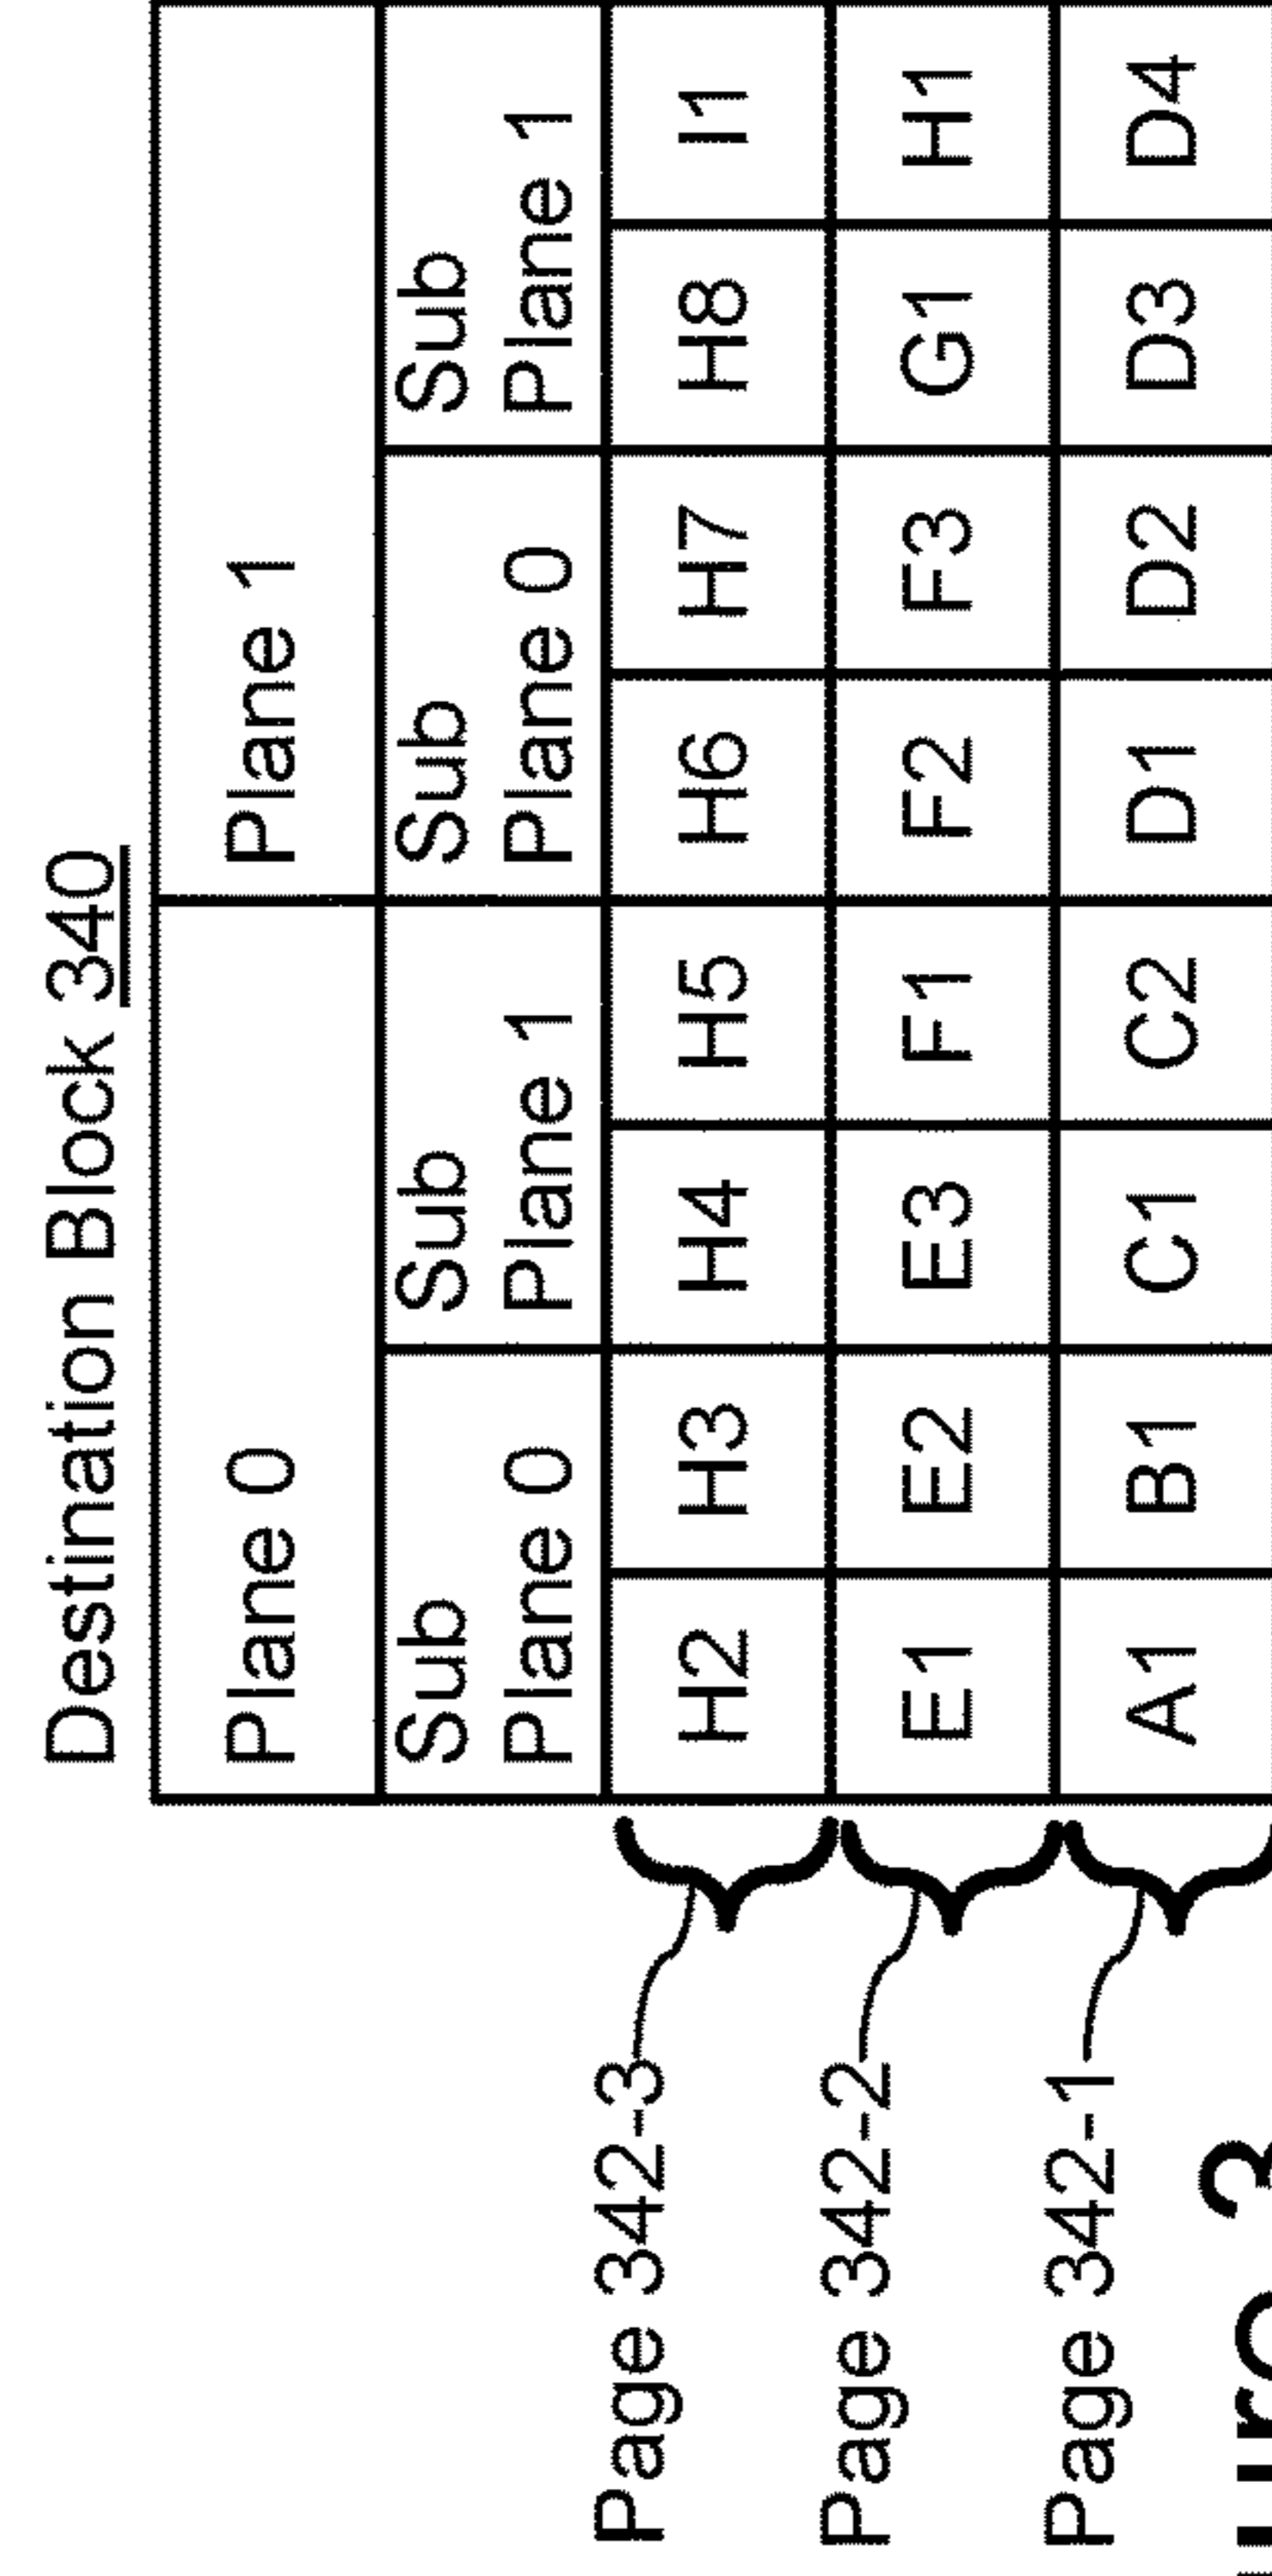 Destination Block 340
Plane 0 Plane 1
Sub Plane 0 Sub Plane 1 Sub Plane 0 Sub Plane 1
Page 342-3 H2 H3 H4 H5 H6 H7 H8 I1
Page 342-2 E1 E2 E3 F1 F2 F3 G1 H1
Page 342-1 A1 B1 C1 C2 D1 D2 D3 D4